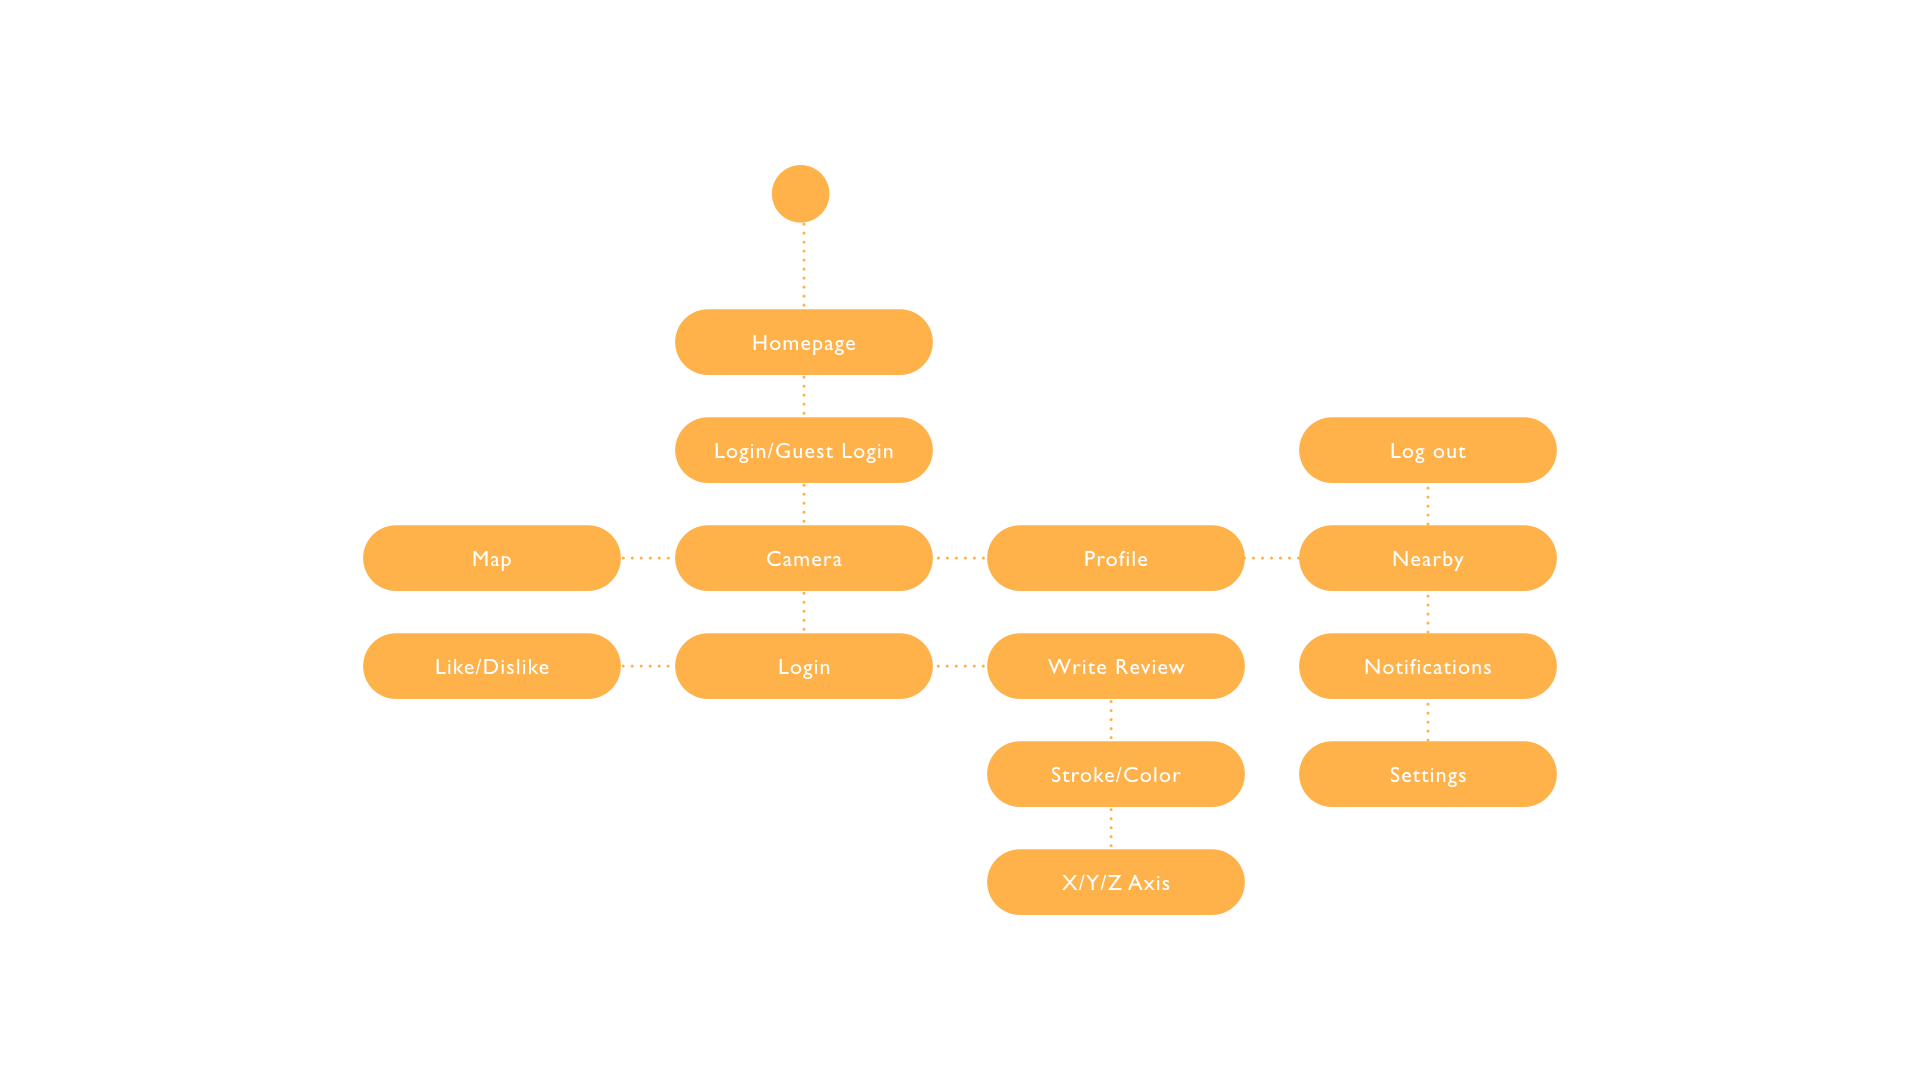 Homepage
Login/Guest Login
Log out
Map
Camera
Profile
Nearby
Like/Dislike
Login
Write Review
Notifications
Stroke/Color
Settings
X/Y/Z Axis